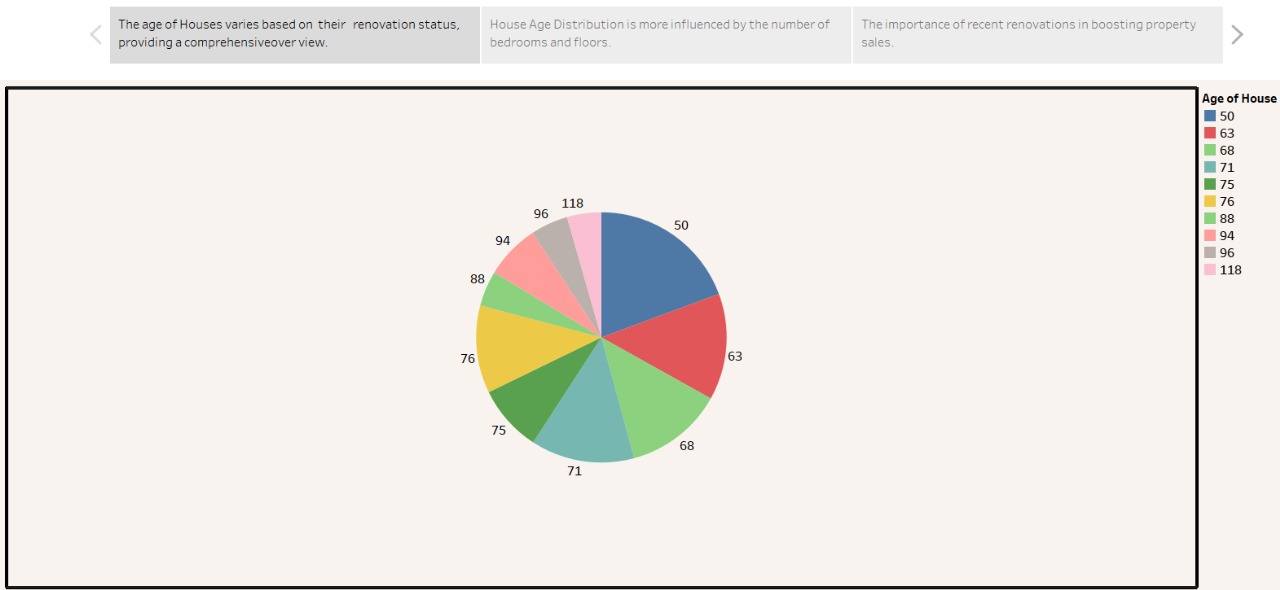 The age of Houses varies based on  their  renovation status,
providing a comprehensiveover view.
House Age Distribution is more influenced by the number of
bedrooms and floors.
The importance of recent renovations in boosting property
sales.
Age of House
50
63
68
71
75
76
88
94
96
118
118
96
50
94
88
63
76
75
68
71